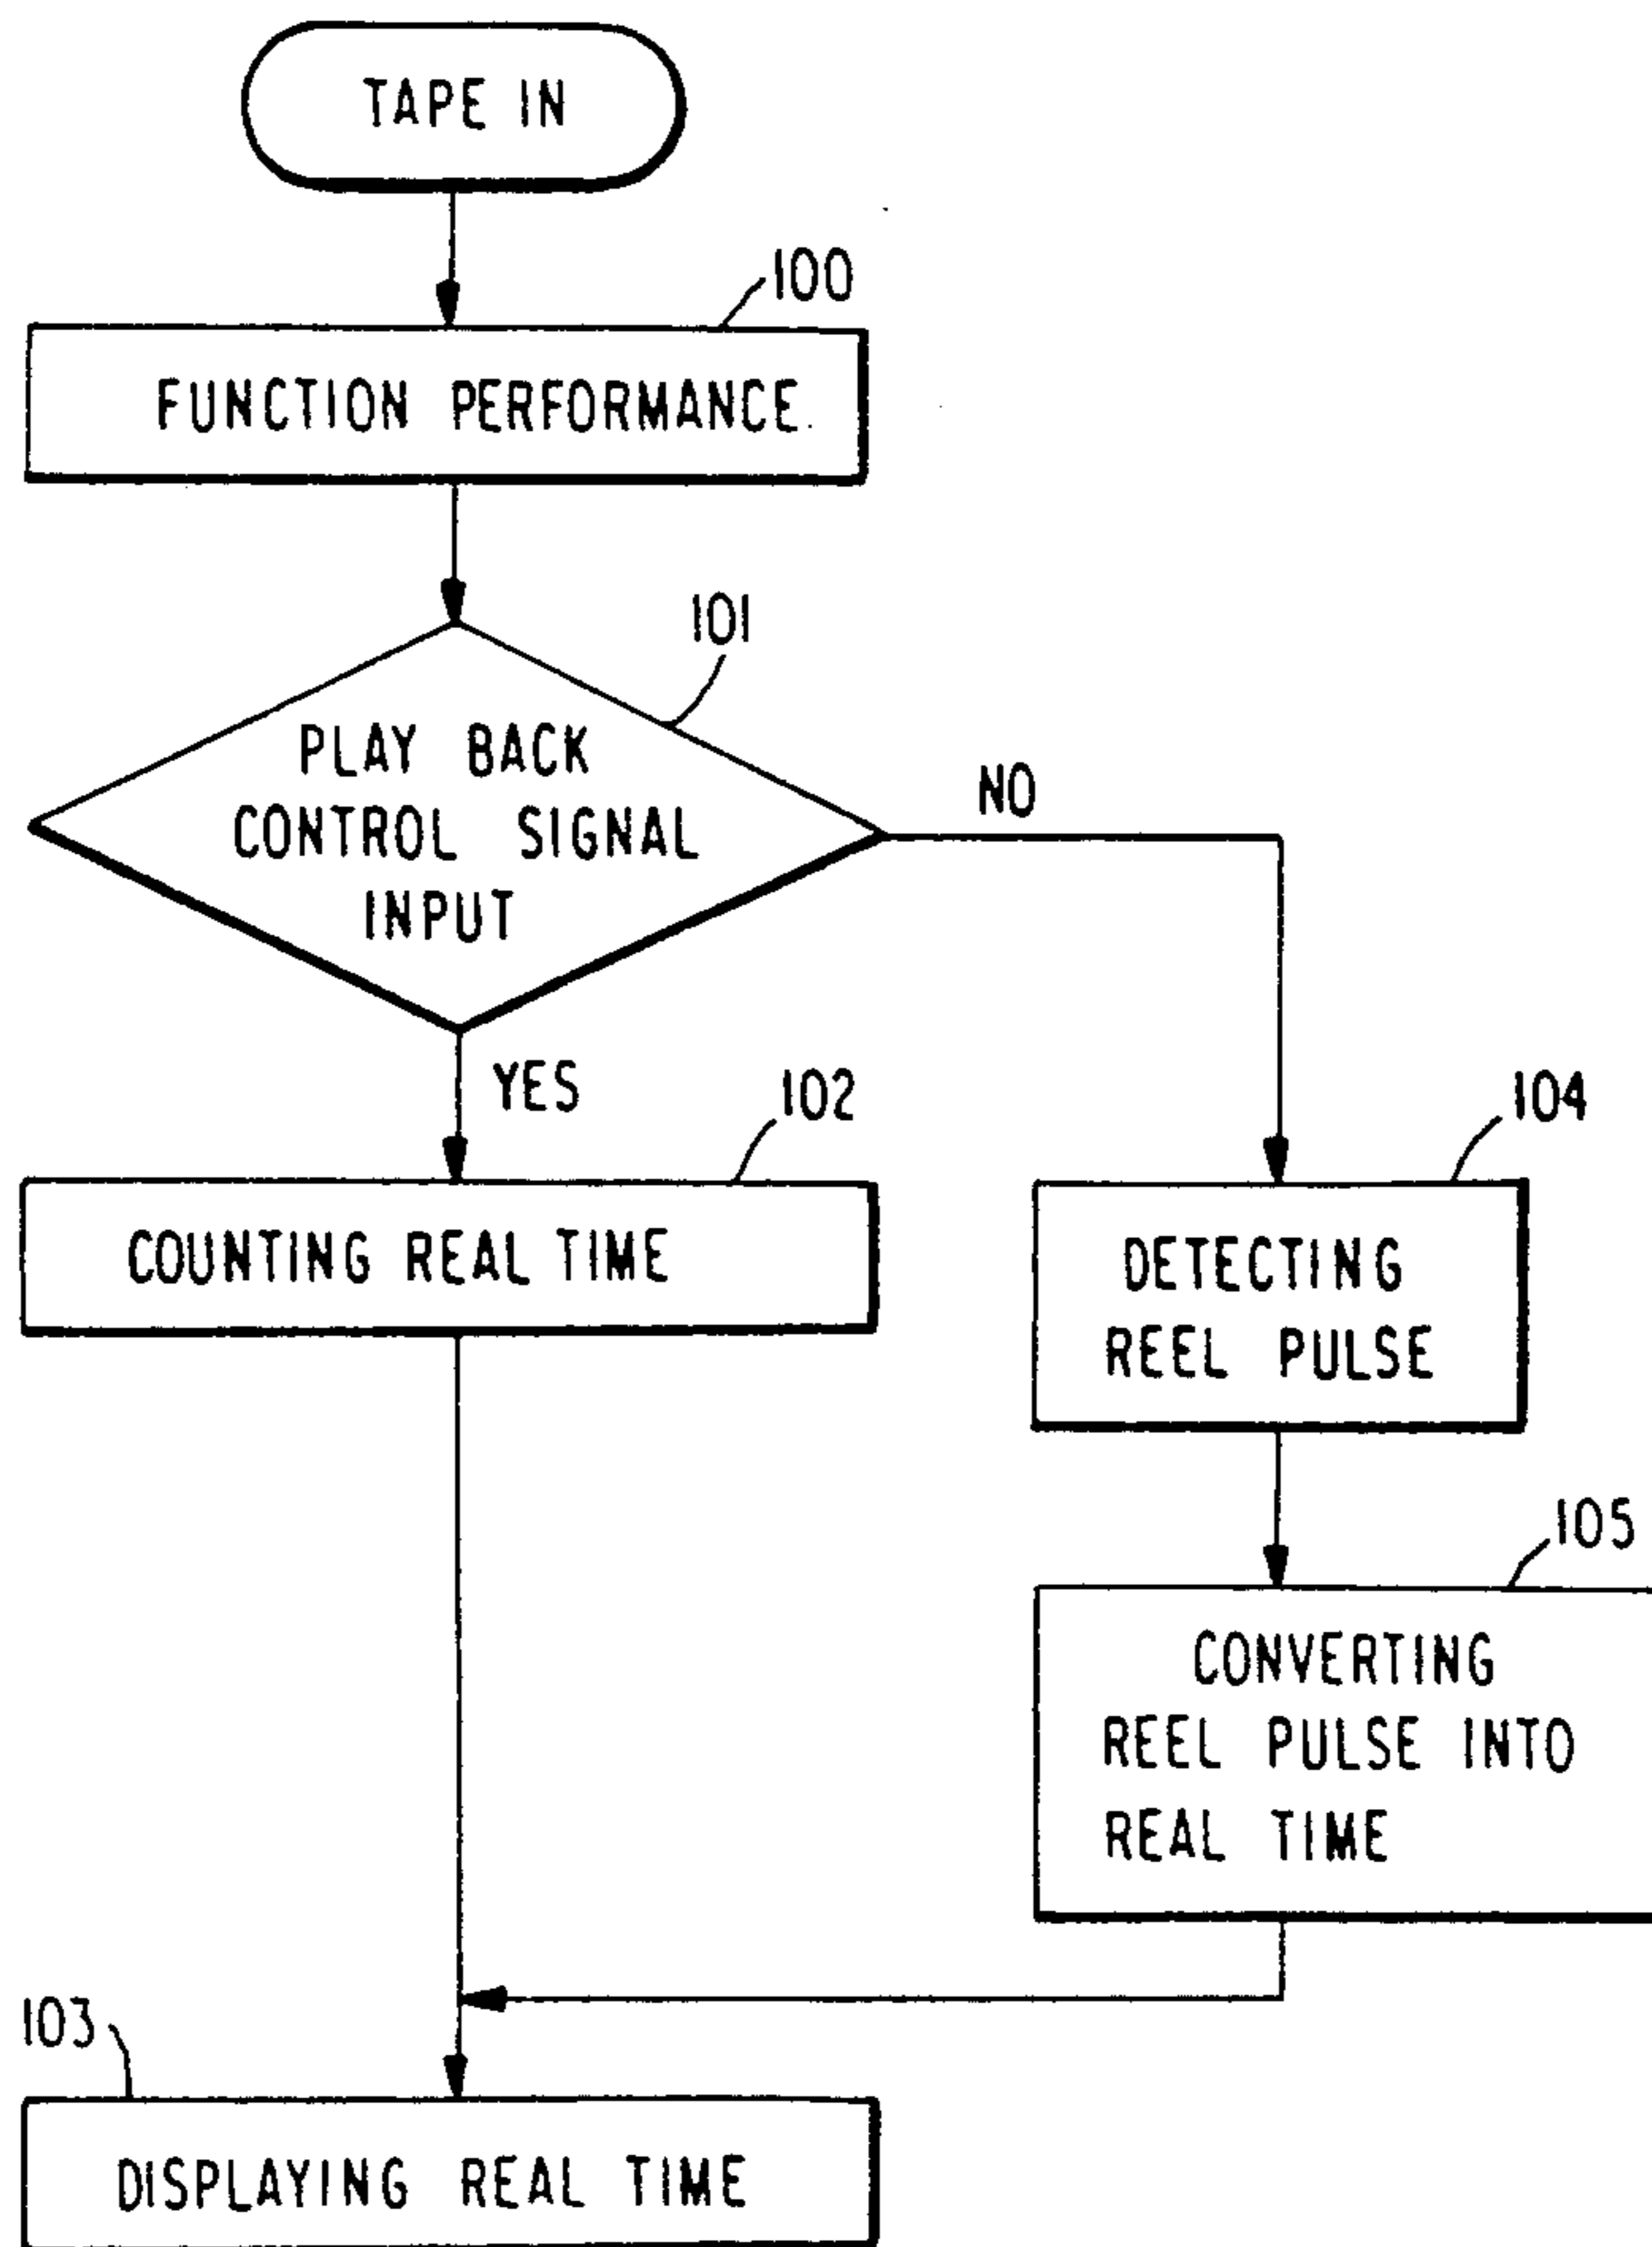 TAPE IN
100
FUNCTION PERFORMANCE
101
PLAY BACK
CONTROL SIGNAL
INPUT
NO
YES
102
COUNTING REAL TIME
104
DETECTING
REEL PULSE
105
CONVERTING
REEL PULSE INTO
REAL TIME
103
DISPLAYING REAL TIME